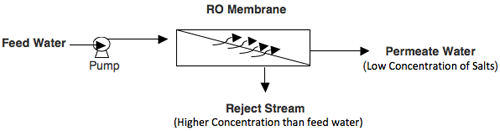 RO Membrane
Feed Water
Pump
Permeate Water
(Low Concentration of Salts)
Reject Stream
(Higher Concentration than feed water)